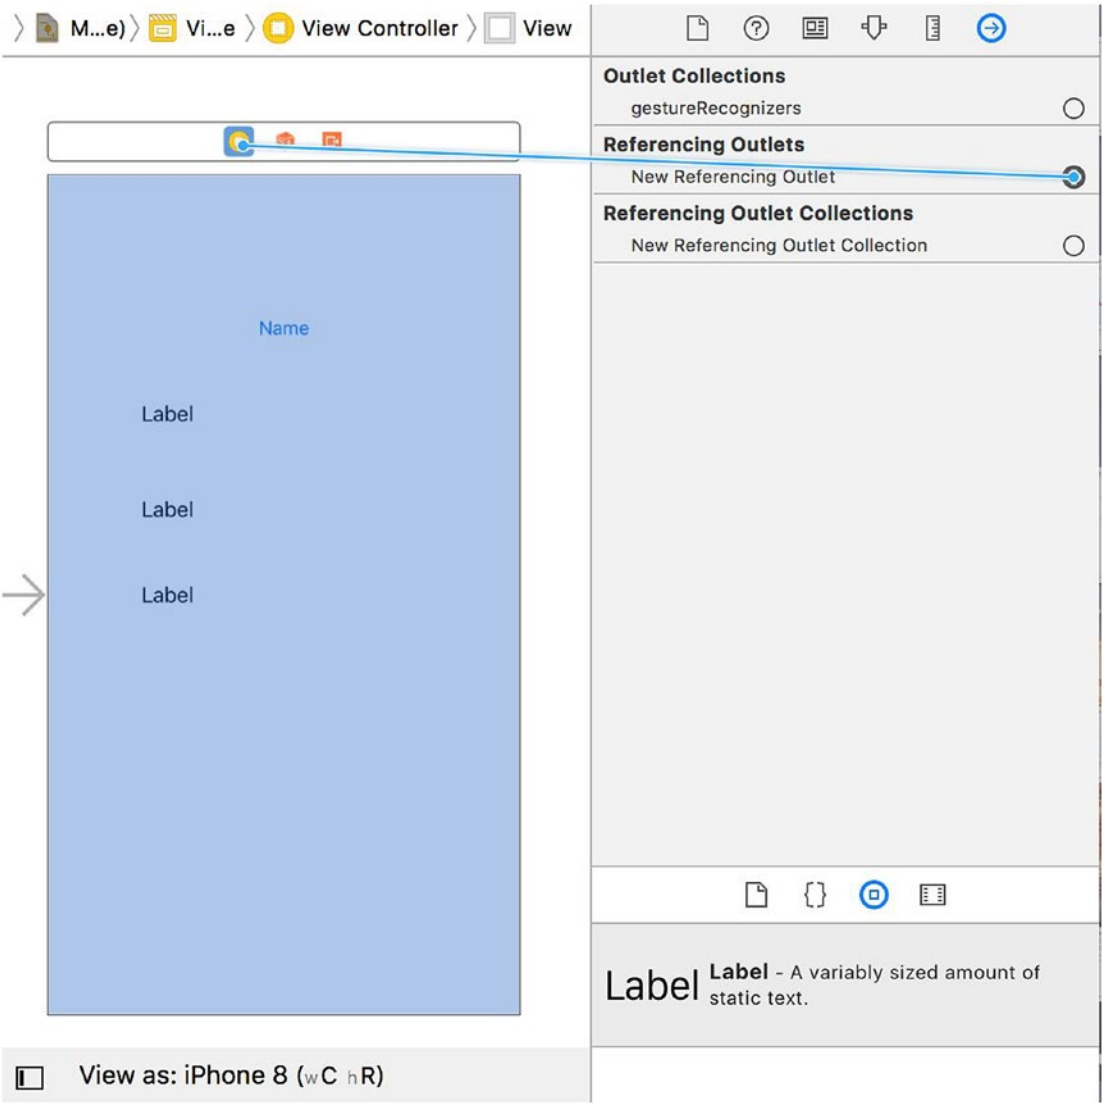 M...e) Vi...e View Controller View
Outlet Collections
gestureRecognizers
Referencing Outlets
New Referencing Outlet
Referencing Outlet Collections
New Referencing Outlet Collection
Name
Label
Label
Label
Label Label - A variably sized amount of
static text.
View as: iPhone 8 (wC hR)